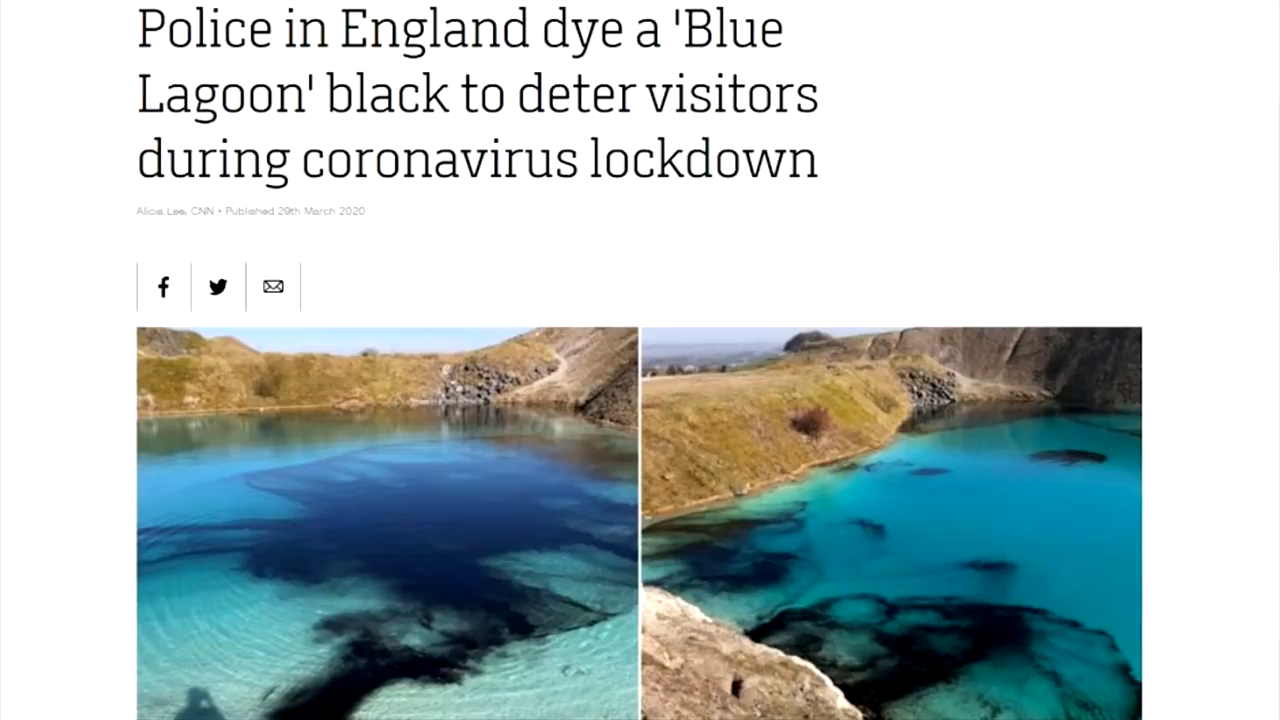 Police in England dye a 'Blue
Lagoon' black to deter visitors
during coronavirus lockdown
Alicia Lee, CNN • Published 29th March 2020